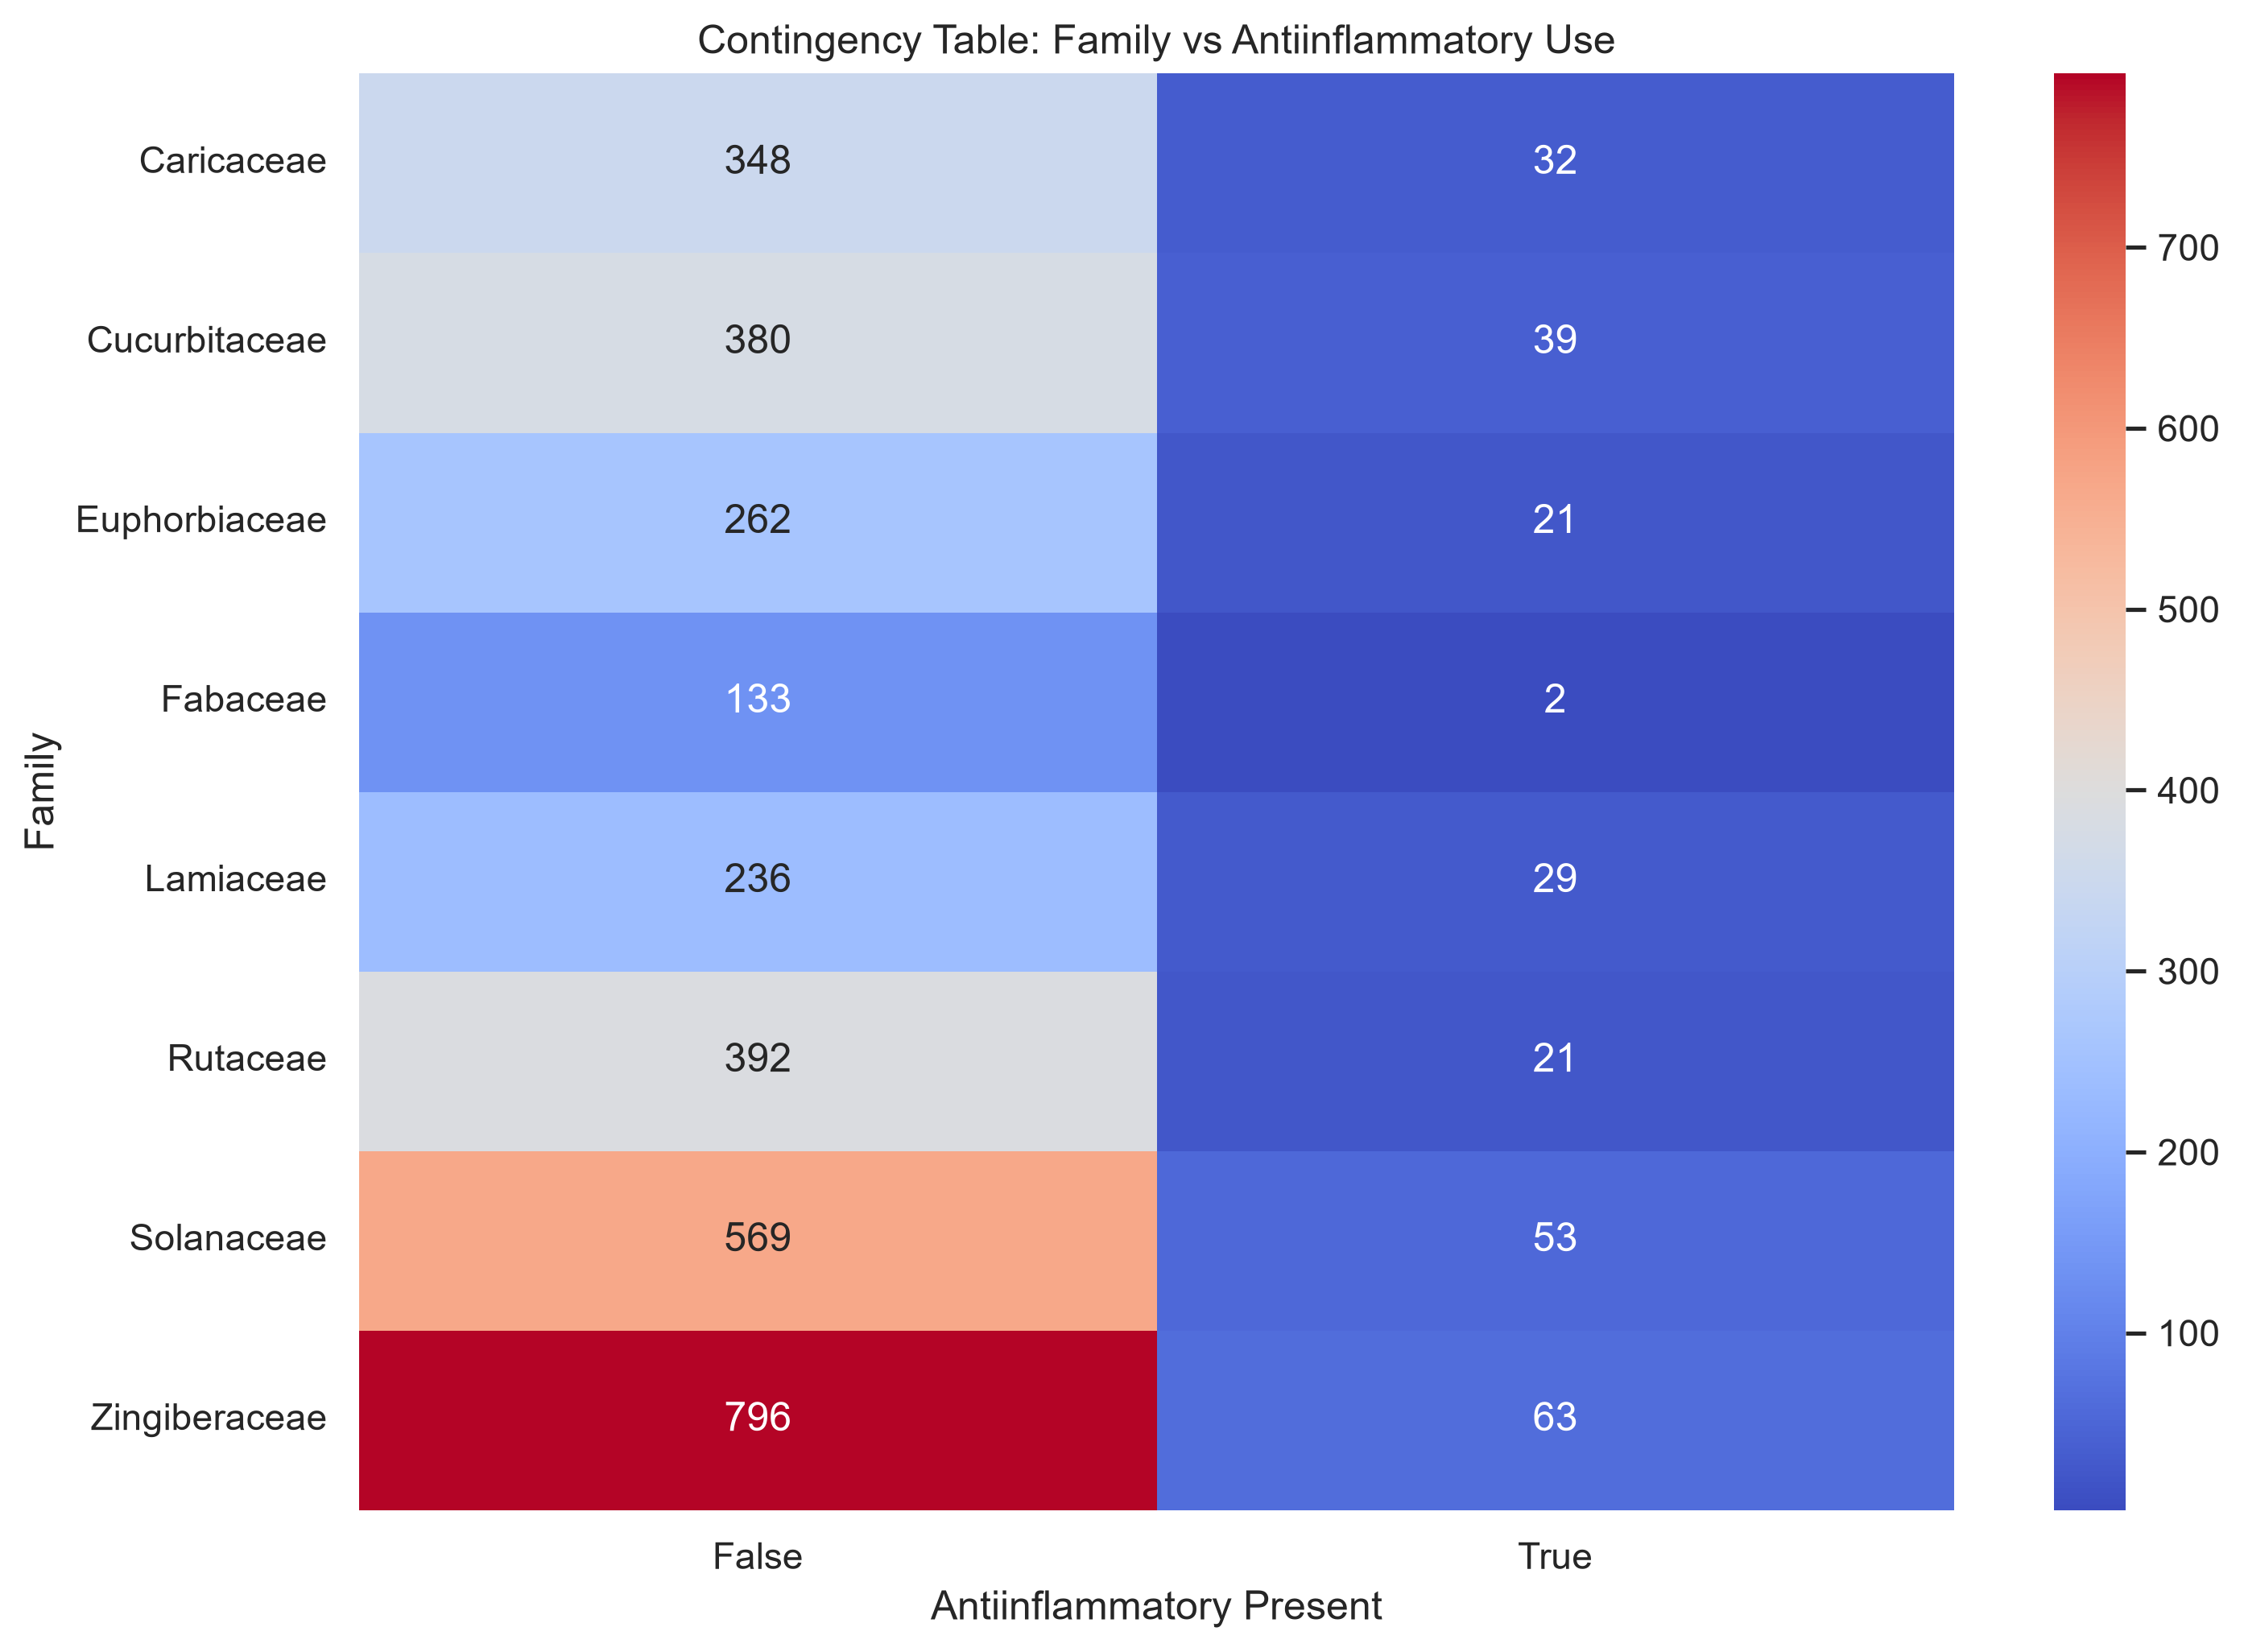 Contingency Table: Family vs Antiinflammatory Use
Family
Caricaceae 348 32
Cucurbitaceae 380 39
Euphorbiaceae 262 21
Fabaceae 133 2
Lamiaceae 236 29
Rutaceae 392 21
Solanaceae 569 53
Zingiberaceae 796 63
False True
Antiinflammatory Present
700
600
500
400
300
200
100